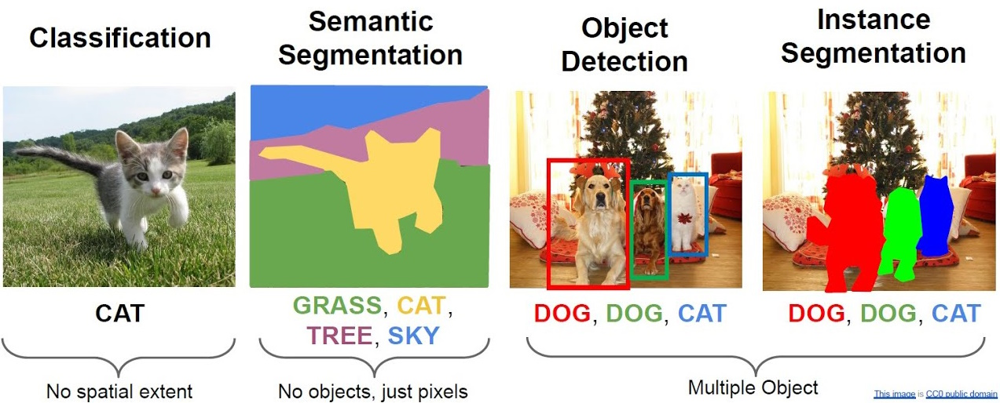 Classification
Semantic
Segmentation
Object
Detection
Instance
Segmentation
CAT
GRASS, CAT,
TREE, SKY
DOG, DOG, CAT
DOG, DOG, CAT
No spatial extent
No objects, just pixels
Multiple Object
This image is CC0 public domain